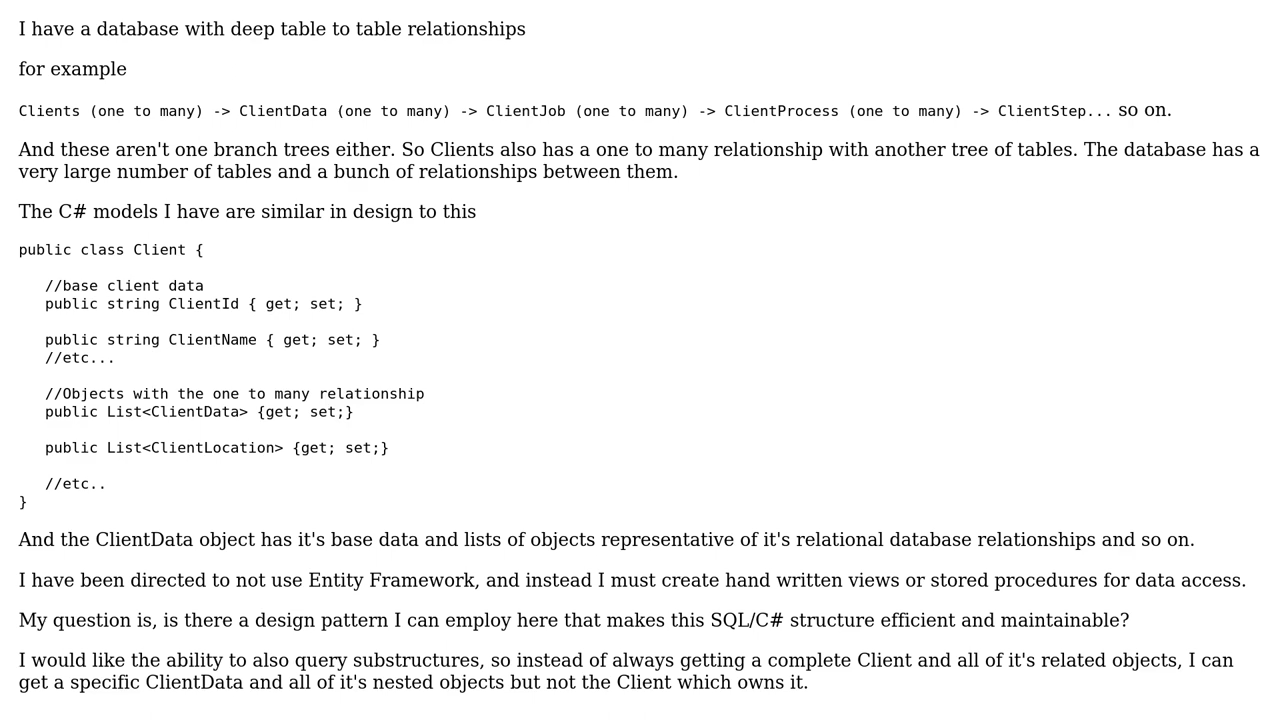 I have a database with deep table to table relationships
for example
Clients (one to many) -> ClientData (one to many) -> ClientJob (one to many) -> ClientProcess (one to many) -> ClientStep... so on.
And these aren't one branch trees either. So Clients also has a one to many relationship with another tree of tables. The database has a
very large number of tables and a bunch of relationships between them.
The C# models I have are similar in design to this
public class Client {
   //base client data
   public string ClientId { get; set; }
   public string ClientName { get; set; }
   //etc...
   //Objects with the one to many relationship
   public List<ClientData> {get; set;}
   public List<ClientLocation> {get; set;}
   //etc..
}
And the ClientData object has it's base data and lists of objects representative of it's relational database relationships and so on.
I have been directed to not use Entity Framework, and instead I must create hand written views or stored procedures for data access.
My question is, is there a design pattern I can employ here that makes this SQL/C# structure efficient and maintainable?
I would like the ability to also query substructures, so instead of always getting a complete Client and all of it's related objects, I can
get a specific ClientData and all of it's nested objects but not the Client which owns it.